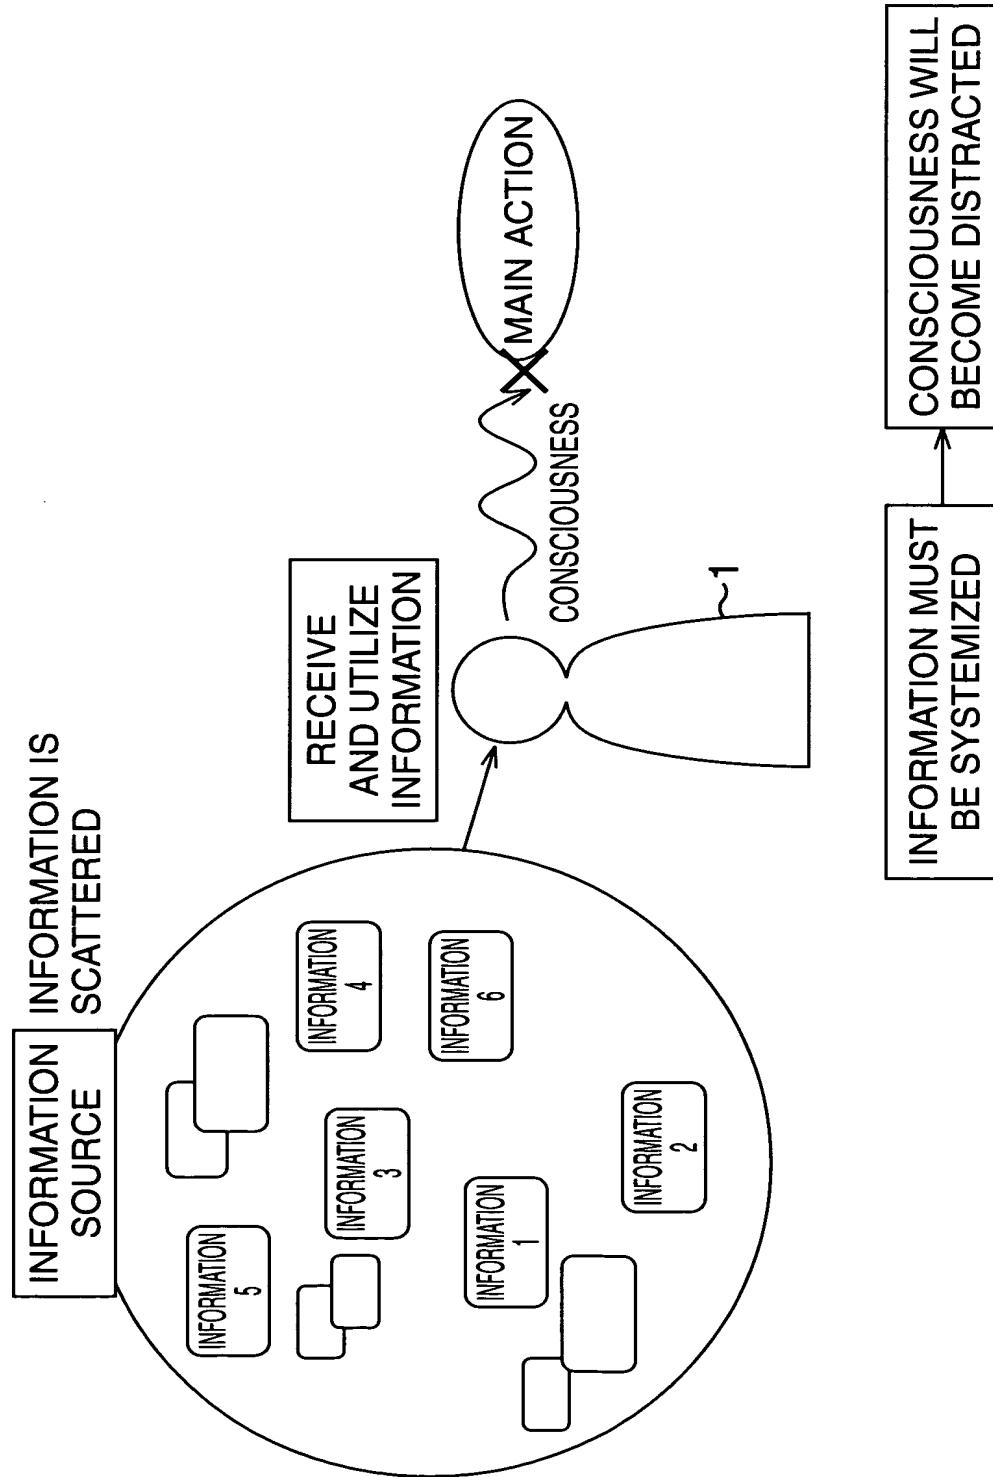 INFORMATION
SOURCE
INFORMATION IS
SCATTERED
INFORMATION
5
INFORMATION
3
INFORMATION
4
INFORMATION
1
INFORMATION
6
INFORMATION
2
RECEIVE
AND UTILIZE
INFORMATION
CONSCIOUSNESS
MAIN ACTION
1
INFORMATION MUST
BE SYSTEMIZED
CONSCIOUSNESS WILL
BECOME DISTRACTED